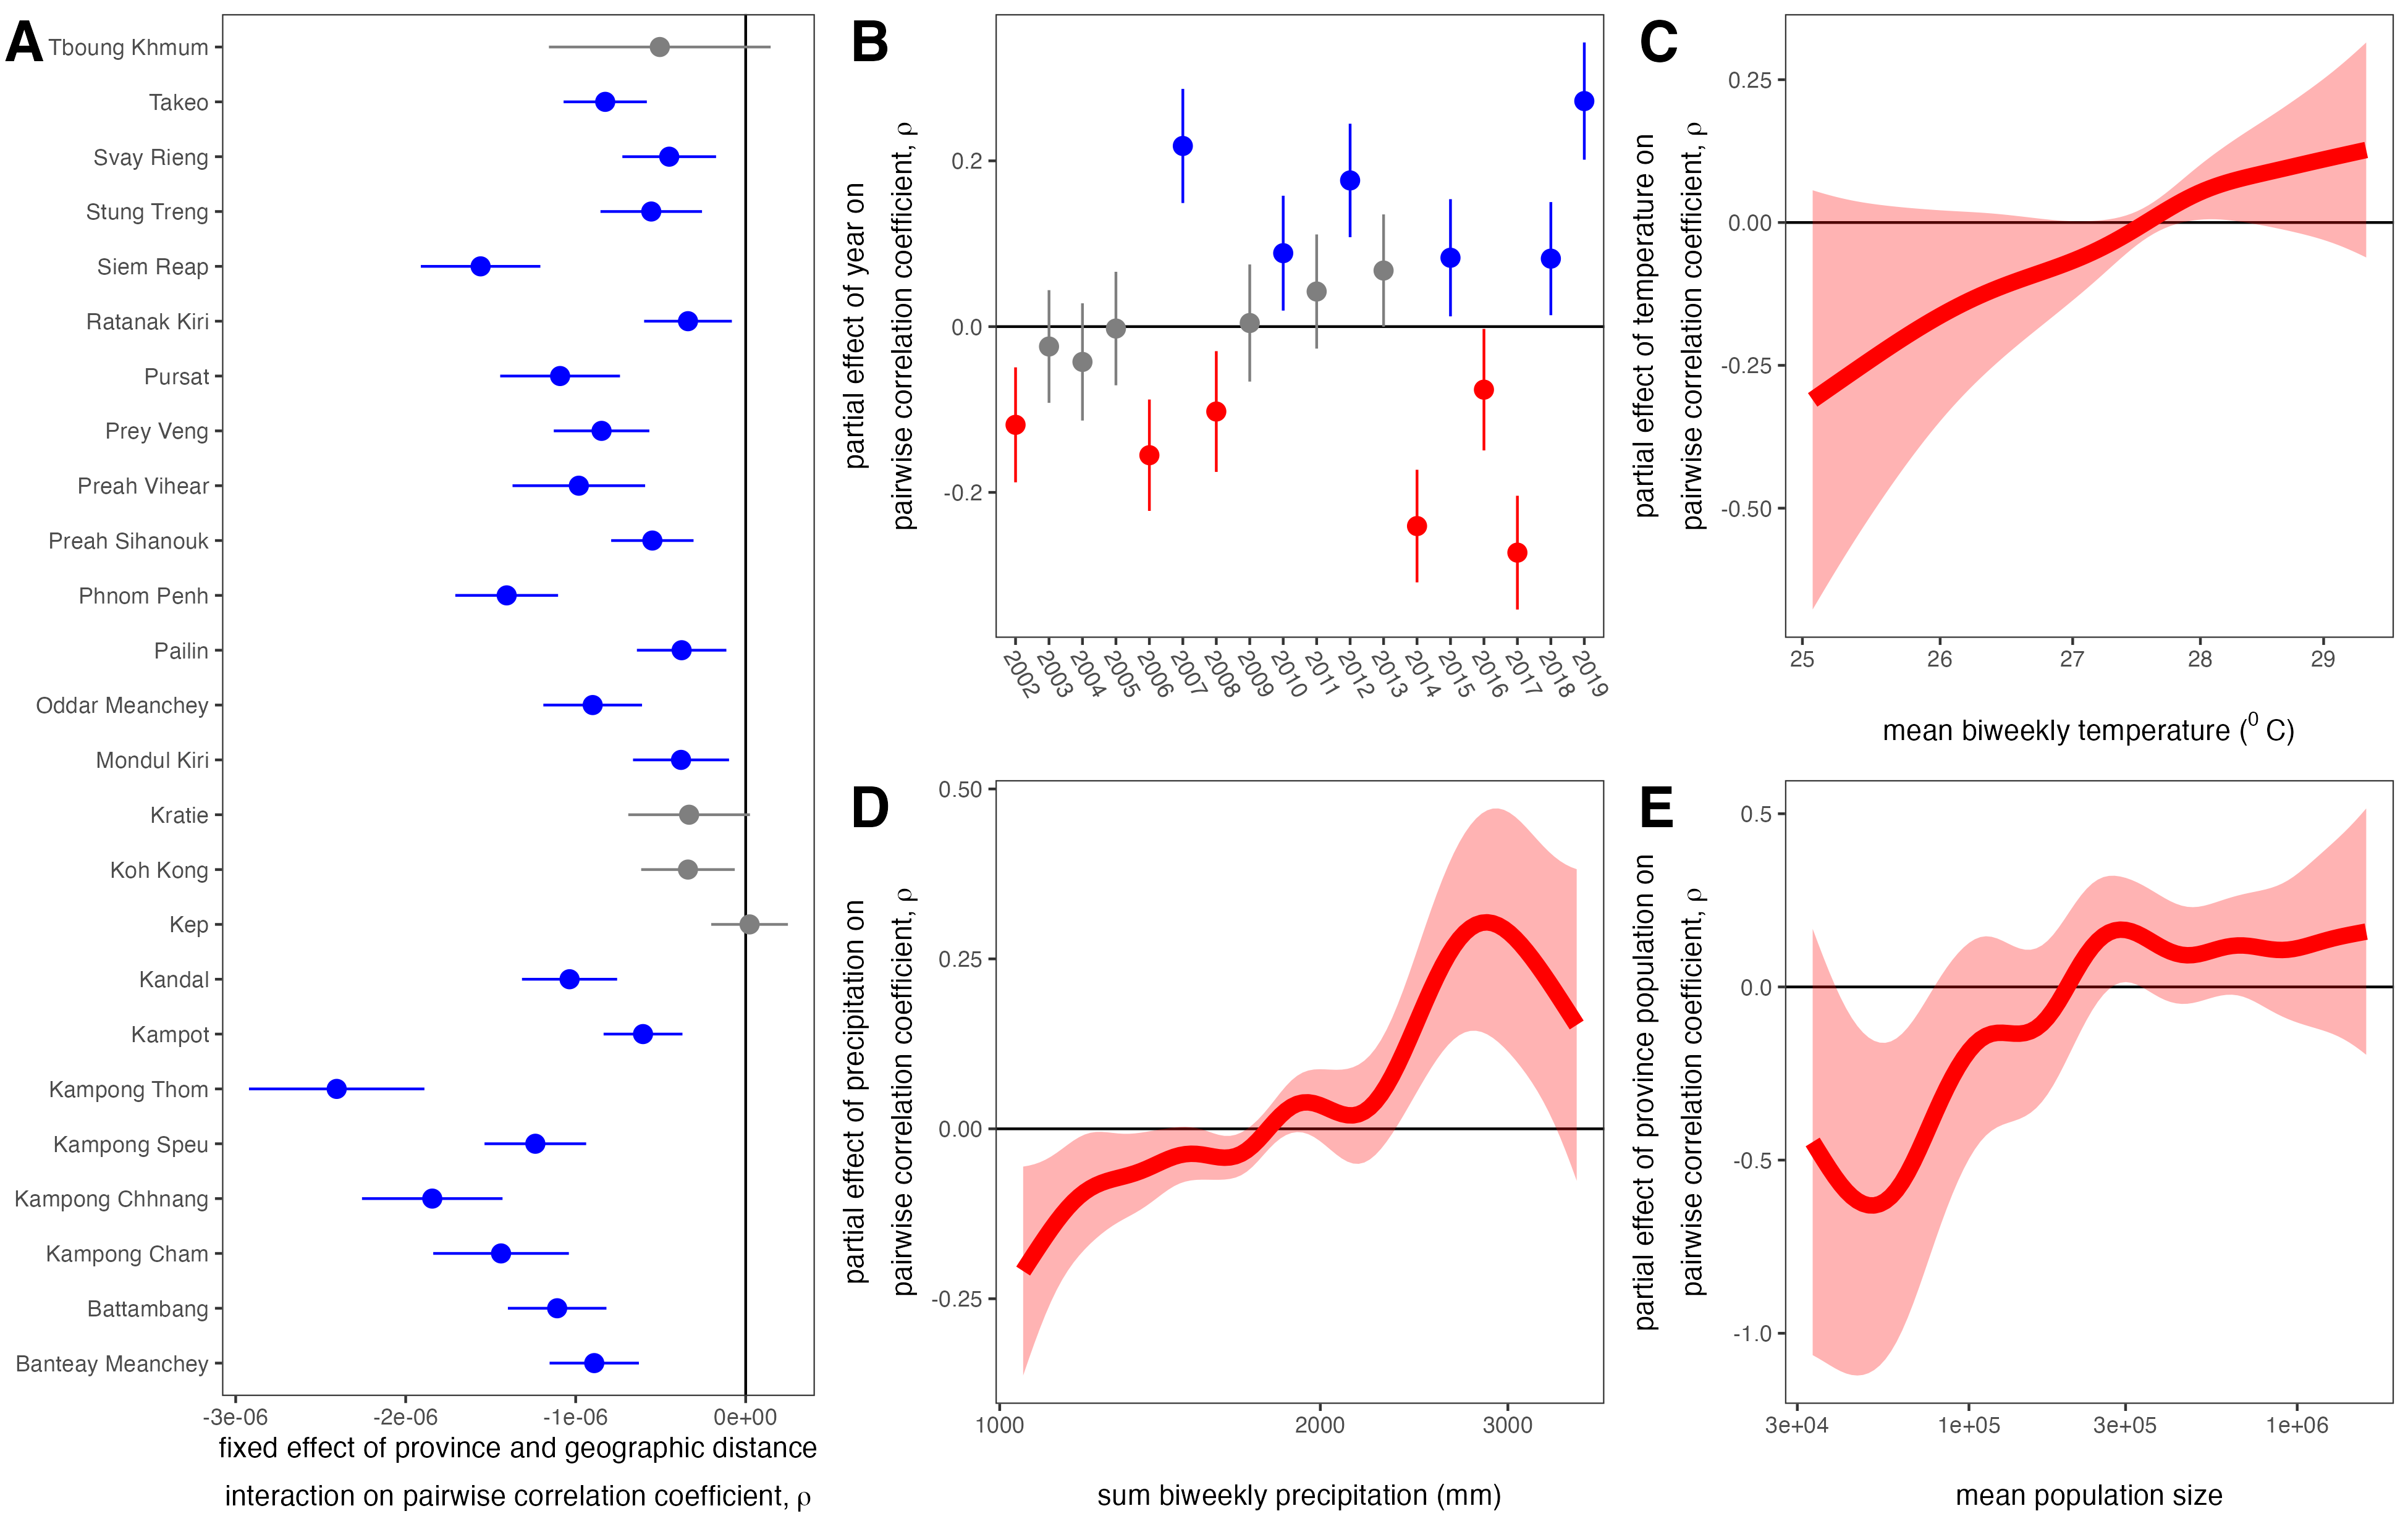 A
Tboung Khmum
Takeo
Svay Rieng
Stung Treng
Siem Reap
Ratanak Kiri
Pursat
Prey Veng
Preah Vihear
Preah Sihanouk
Phnom Penh
Pailin
Oddar Meanchey
Mondul Kiri
Kratie
Koh Kong
Kep
Kandal
Kampot
Kampong Thom
Kampong Speu
Kampong Chhnang
Kampong Cham
Battambang
Banteay Meanchey
-3e-06 -2e-06 -1e-06 0e+00
fixed effect of province and geographic distance
interaction on pairwise correlation coefficient, ρ
B
partial effect of year on
pairwise correlation coefficient, ρ
0.2
0.0
-0.2
2002 2003 2004 2005 2006 2007 2008 2009 2010 2011 2012 2013 2014 2015 2016 2017 2018 2019
C
partial effect of temperature on
pairwise correlation coefficient, ρ
0.25
0.00
-0.25
-0.50
25 26 27 28 29
mean biweekly temperature (⁰ C)
D
partial effect of precipitation on
pairwise correlation coefficient, ρ
0.50
0.25
0.00
-0.25
1000 2000 3000
sum biweekly precipitation (mm)
E
partial effect of province population on
pairwise correlation coefficient, ρ
0.5
0.0
-0.5
-1.0
3e+04 1e+05 3e+05 1e+06
mean population size